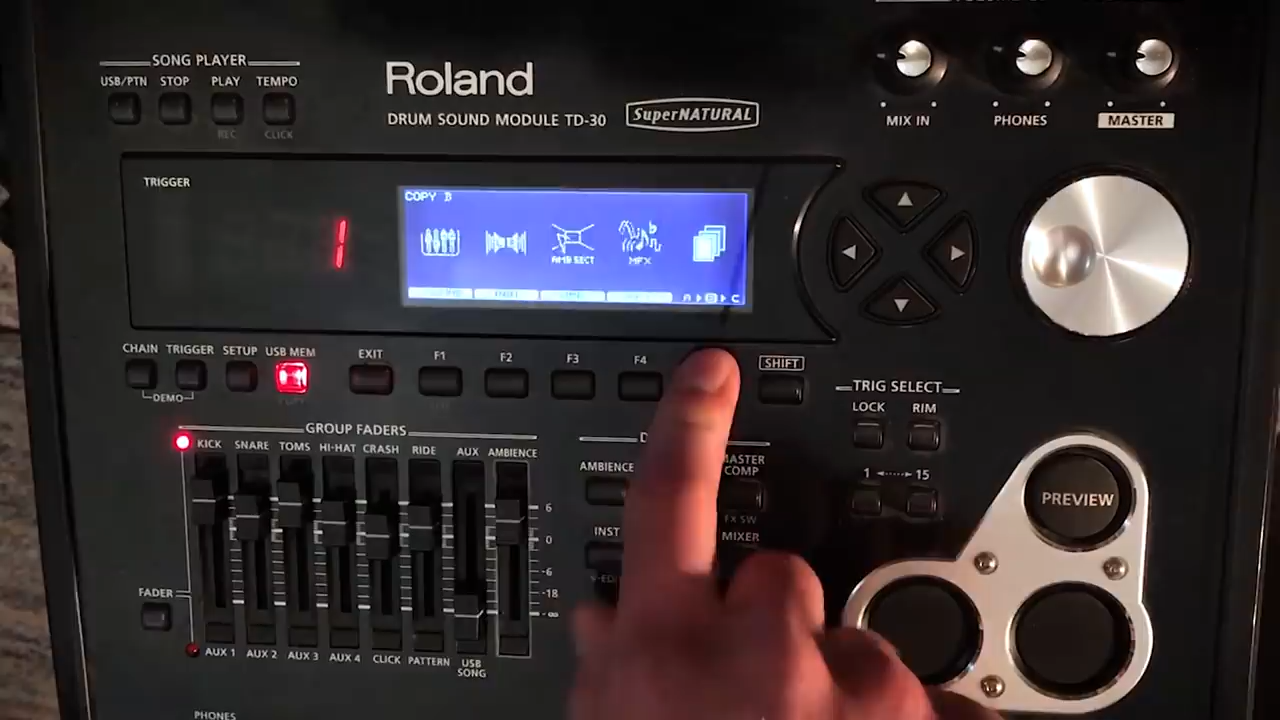 SONG PLAYER
USB/PTN STOP PLAY TEMPO
REC CLICK
Roland
DRUM SOUND MODULE TD-30
SuperNATURAL
MIX IN PHONES MASTER
TRIGGER
1
COPY B
AMB SECT MFX
C
CHAIN TRIGGER SETUP USB MEM EXIT F1 F2 F3 F4 SHIFT
DEMO
TRIG SELECT
LOCK RIM
1 15
GROUP FADERS
KICK SNARE TOMS HI-HAT CRASH RIDE AUX AMBIENCE
6
0
-6
-18
-∞
FADER
AUX 1 AUX 2 AUX 3 AUX 4 CLICK PATTERN USB SONG
AMBIENCE
MASTER
COMP
FX SW
INST
MIXER
PREVIEW
PHONES